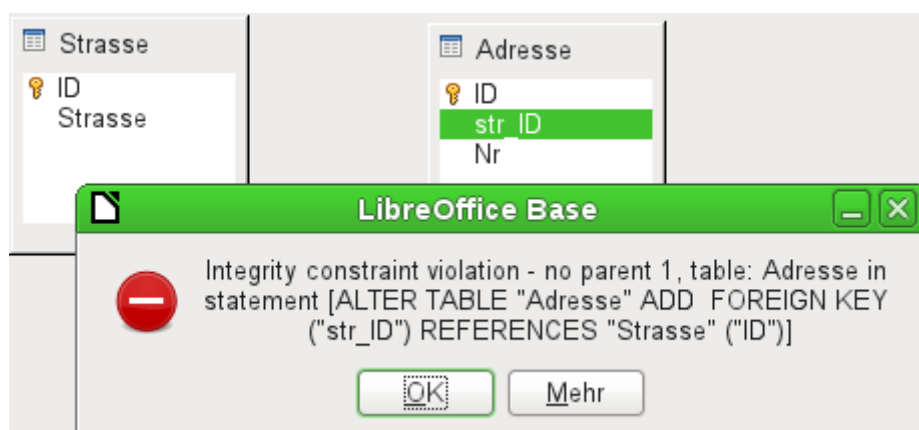 Strasse
ID
Strasse
Adresse
ID
str_ID
Nr
LibreOffice Base
Integrity constraint violation - no parent 1, table: Adresse in
statement [ALTER TABLE "Adresse" ADD  FOREIGN KEY
("str_ID") REFERENCES "Strasse" ("ID")]
OK
Mehr